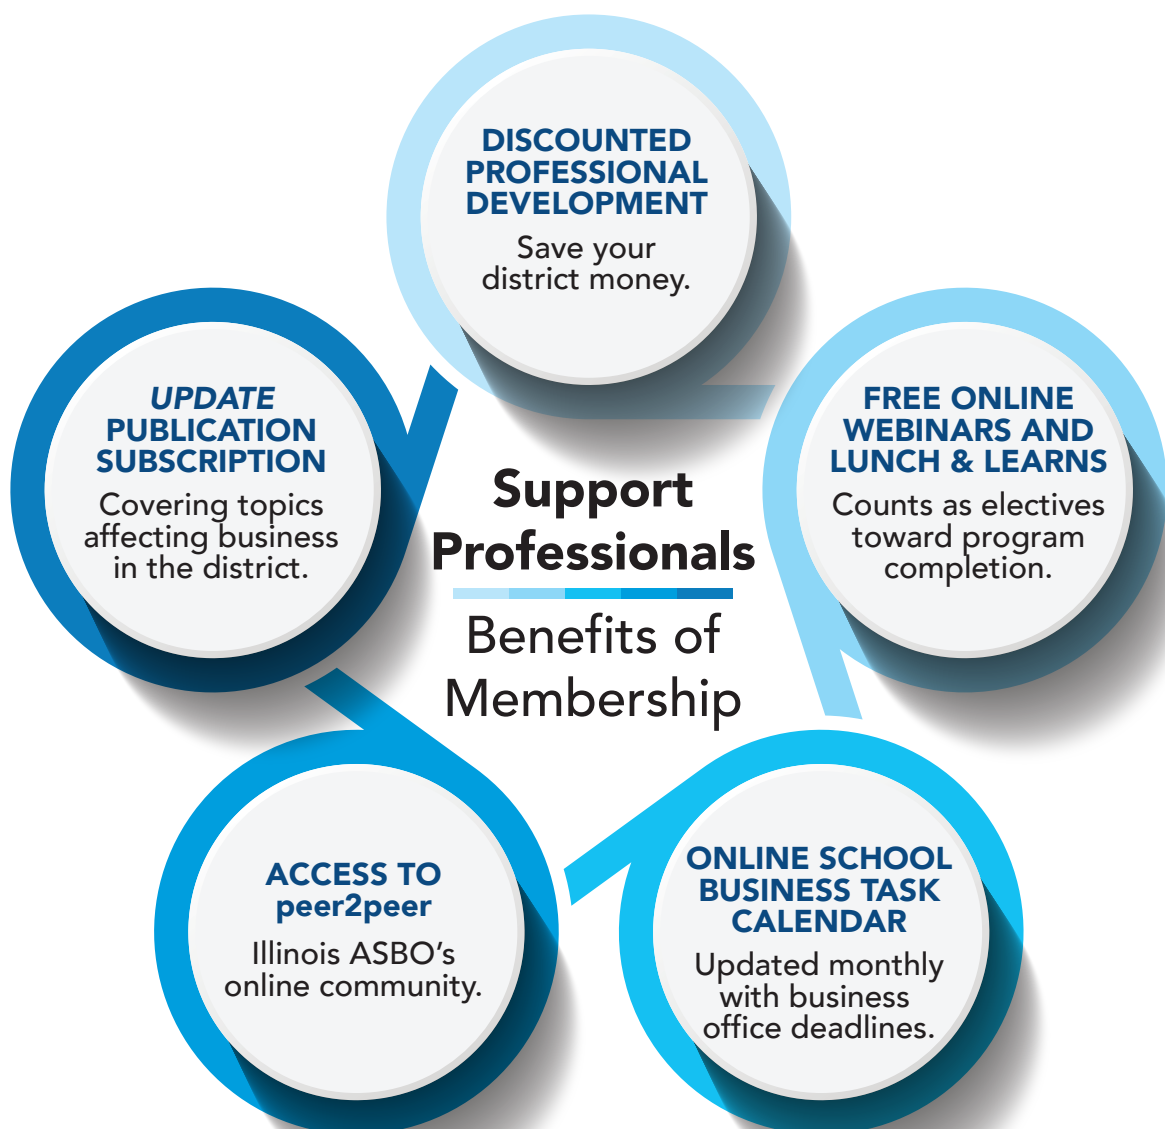 Support
Professionals
Benefits of
Membership
DISCOUNTED
PROFESSIONAL
DEVELOPMENT
Save your
district money.
FREE ONLINE
WEBINARS AND
LUNCH & LEARNS
Counts as electives
toward program
completion.
ONLINE SCHOOL
BUSINESS TASK
CALENDAR
Updated monthly
with business
office deadlines.
ACCESS TO
peer2peer
Illinois ASBO’s
online community.
UPDATE
PUBLICATION
SUBSCRIPTION
Covering topics
affecting business
in the district.